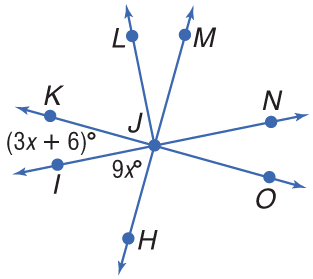 L M
K
J N
(3x + 6)°
I 9x° O
H